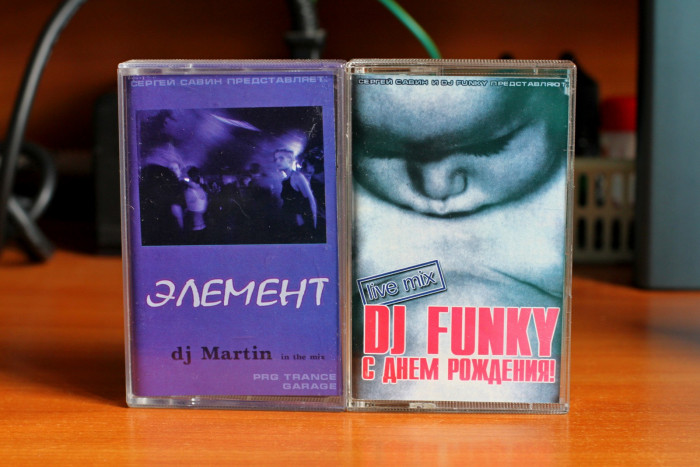 СЕРГЕЙ САВИН ПРЕДСТАВЛЯЕТ...
ЭЛЕМЕНТ
dj Martin in the mix
PRG TRANCE
GARAGE
СЕРГЕЙ САВИН И DJ FUNKY ПРЕДСТАВЛЯЮТ
live mix
DJ FUNKY
С ДНЕМ РОЖДЕНИЯ!